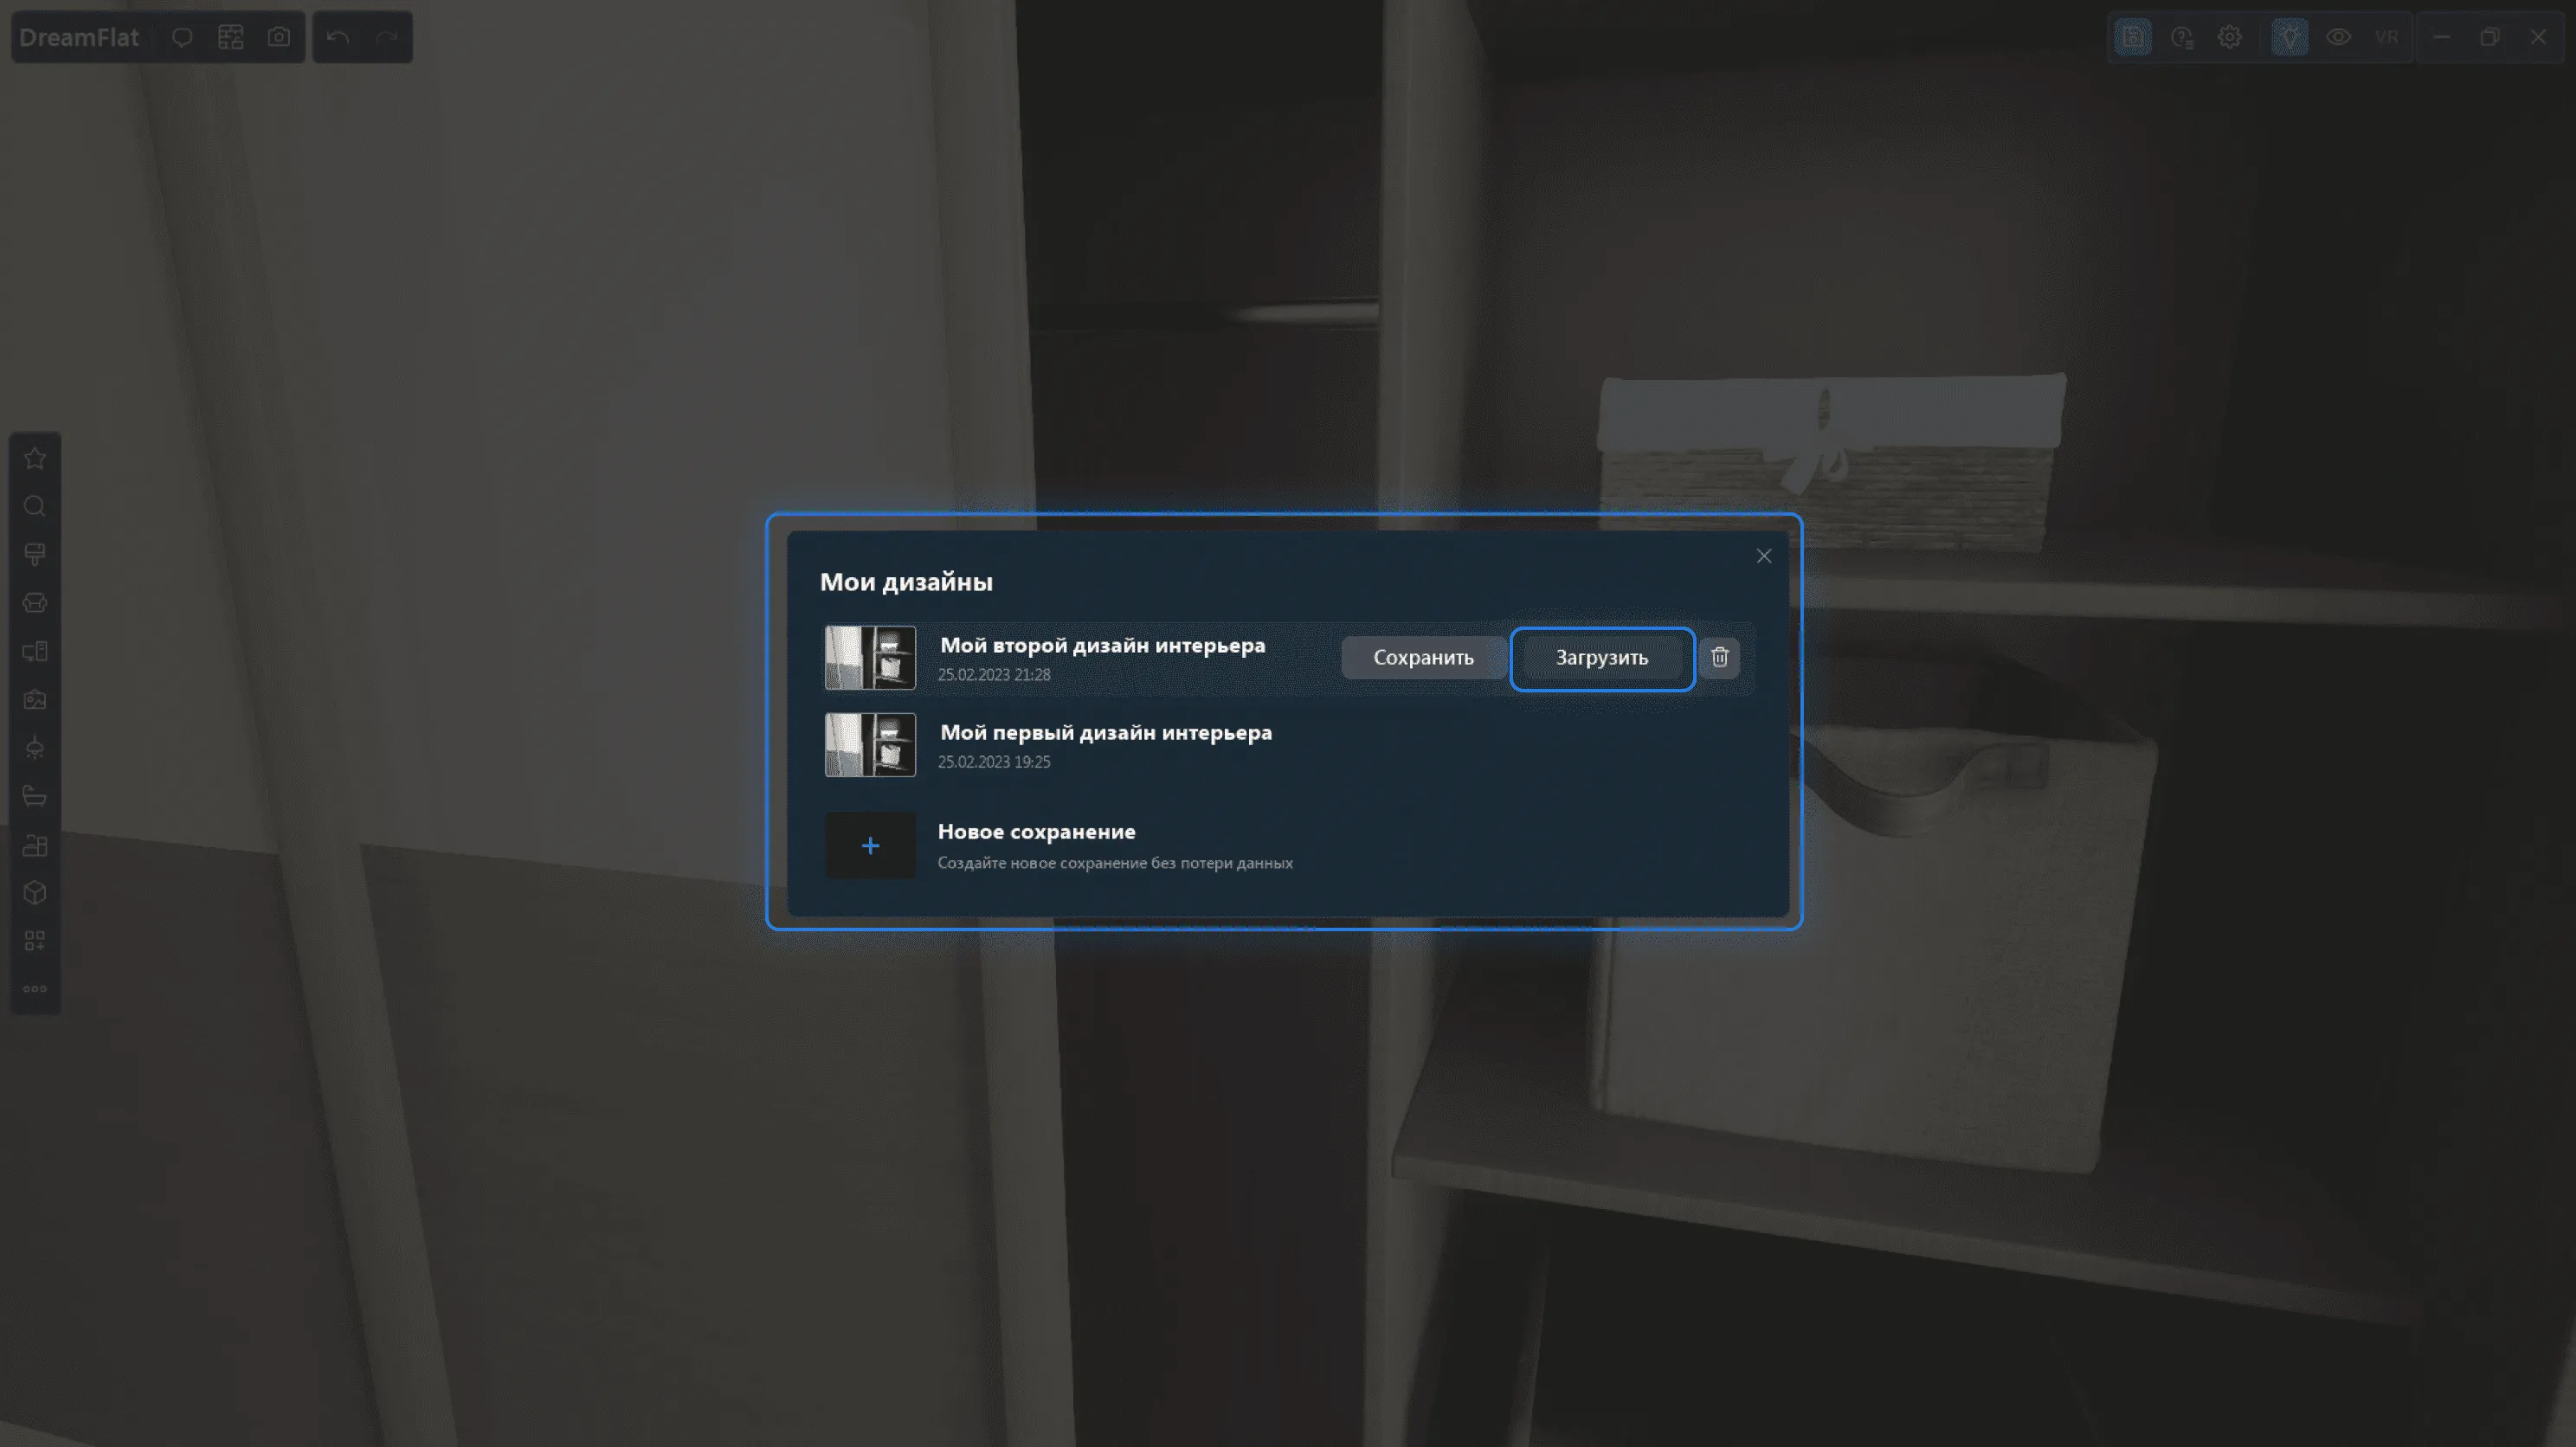 DreamFlat
VR
Мои дизайны
Мой второй дизайн интерьера
25.02.2023 21:28
Сохранить
Загрузить
Мой первый дизайн интерьера
25.02.2023 19:25
Новое сохранение
Создайте новое сохранение без потери данных